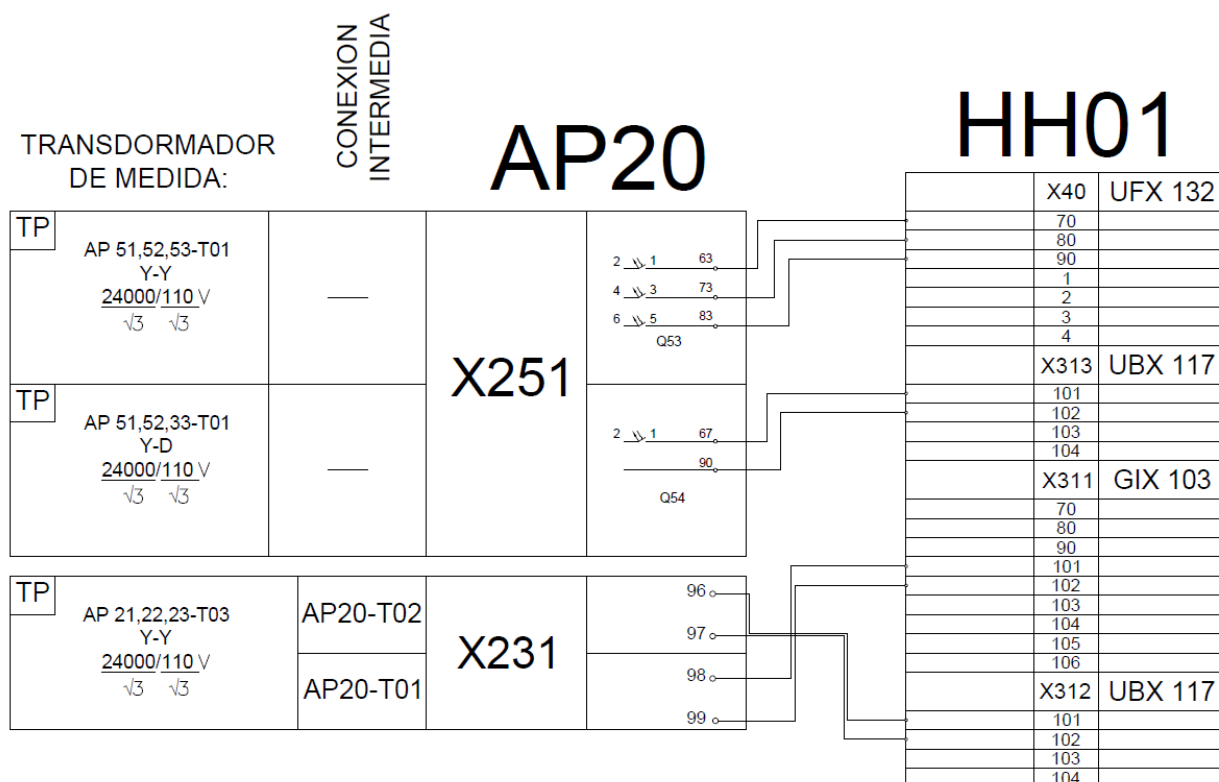 TRANSDORMADOR
DE MEDIDA:
CONEXION
INTERMEDIA
AP20
HH01
TP
AP 51,52,53-T01
Y-Y
24000/110 V
√3 √3
—
X251
2 1 63
4 3 73
6 5 83
Q53
TP
AP 51,52,33-T01
Y-D
24000/110 V
√3 √3
—
2 1 67
90
Q54
TP
AP 21,22,23-T03
Y-Y
24000/110 V
√3 √3
AP20-T02
AP20-T01
X231
96
97
98
99
X40 UFX 132
70
80
90
1
2
3
4
X313 UBX 117
101
102
103
104
X311 GIX 103
70
80
90
101
102
103
104
105
106
X312 UBX 117
101
102
103
104